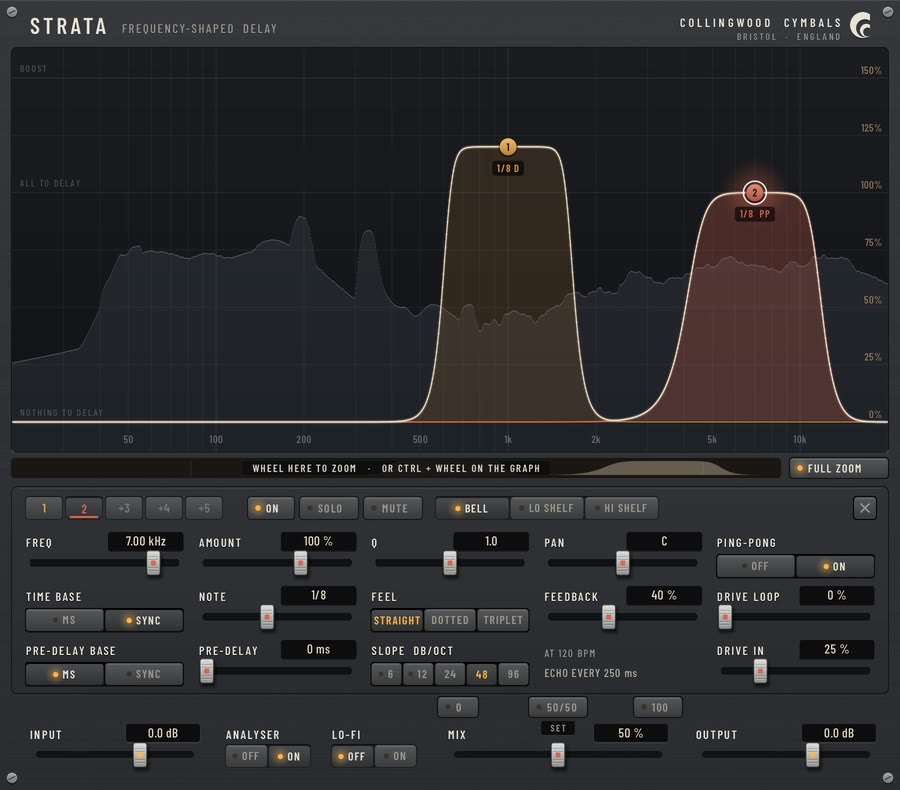 STRATA FREQUENCY-SHAPED DELAY
COLLINGWOOD CYMBALS
BRISTOL · ENGLAND
BOOST
150%
125%
1
1/8 D
ALL TO DELAY
100%
2
1/8 PP
75%
50%
25%
NOTHING TO DELAY
0%
50 100 200 500 1k 2k 5k 10k
WHEEL HERE TO ZOOM · OR CTRL + WHEEL ON THE GRAPH
FULL ZOOM
1 2 +3 +4 +5 ON SOLO MUTE BELL LO SHELF HI SHELF
FREQ 7.00 kHz AMOUNT 100 % Q 1.0 PAN C PING-PONG
OFF ON
TIME BASE NOTE 1/8 FEEL FEEDBACK 40 % DRIVE LOOP 0 %
MS SYNC STRAIGHT DOTTED TRIPLET
PRE-DELAY BASE PRE-DELAY 0 ms SLOPE DB/OCT AT 120 BPM DRIVE IN 25 %
MS SYNC 6 12 24 48 96 ECHO EVERY 250 ms
0 50/50 100
SET
INPUT 0.0 dB ANALYSER LO-FI MIX 50 % OUTPUT 0.0 dB
OFF ON OFF ON